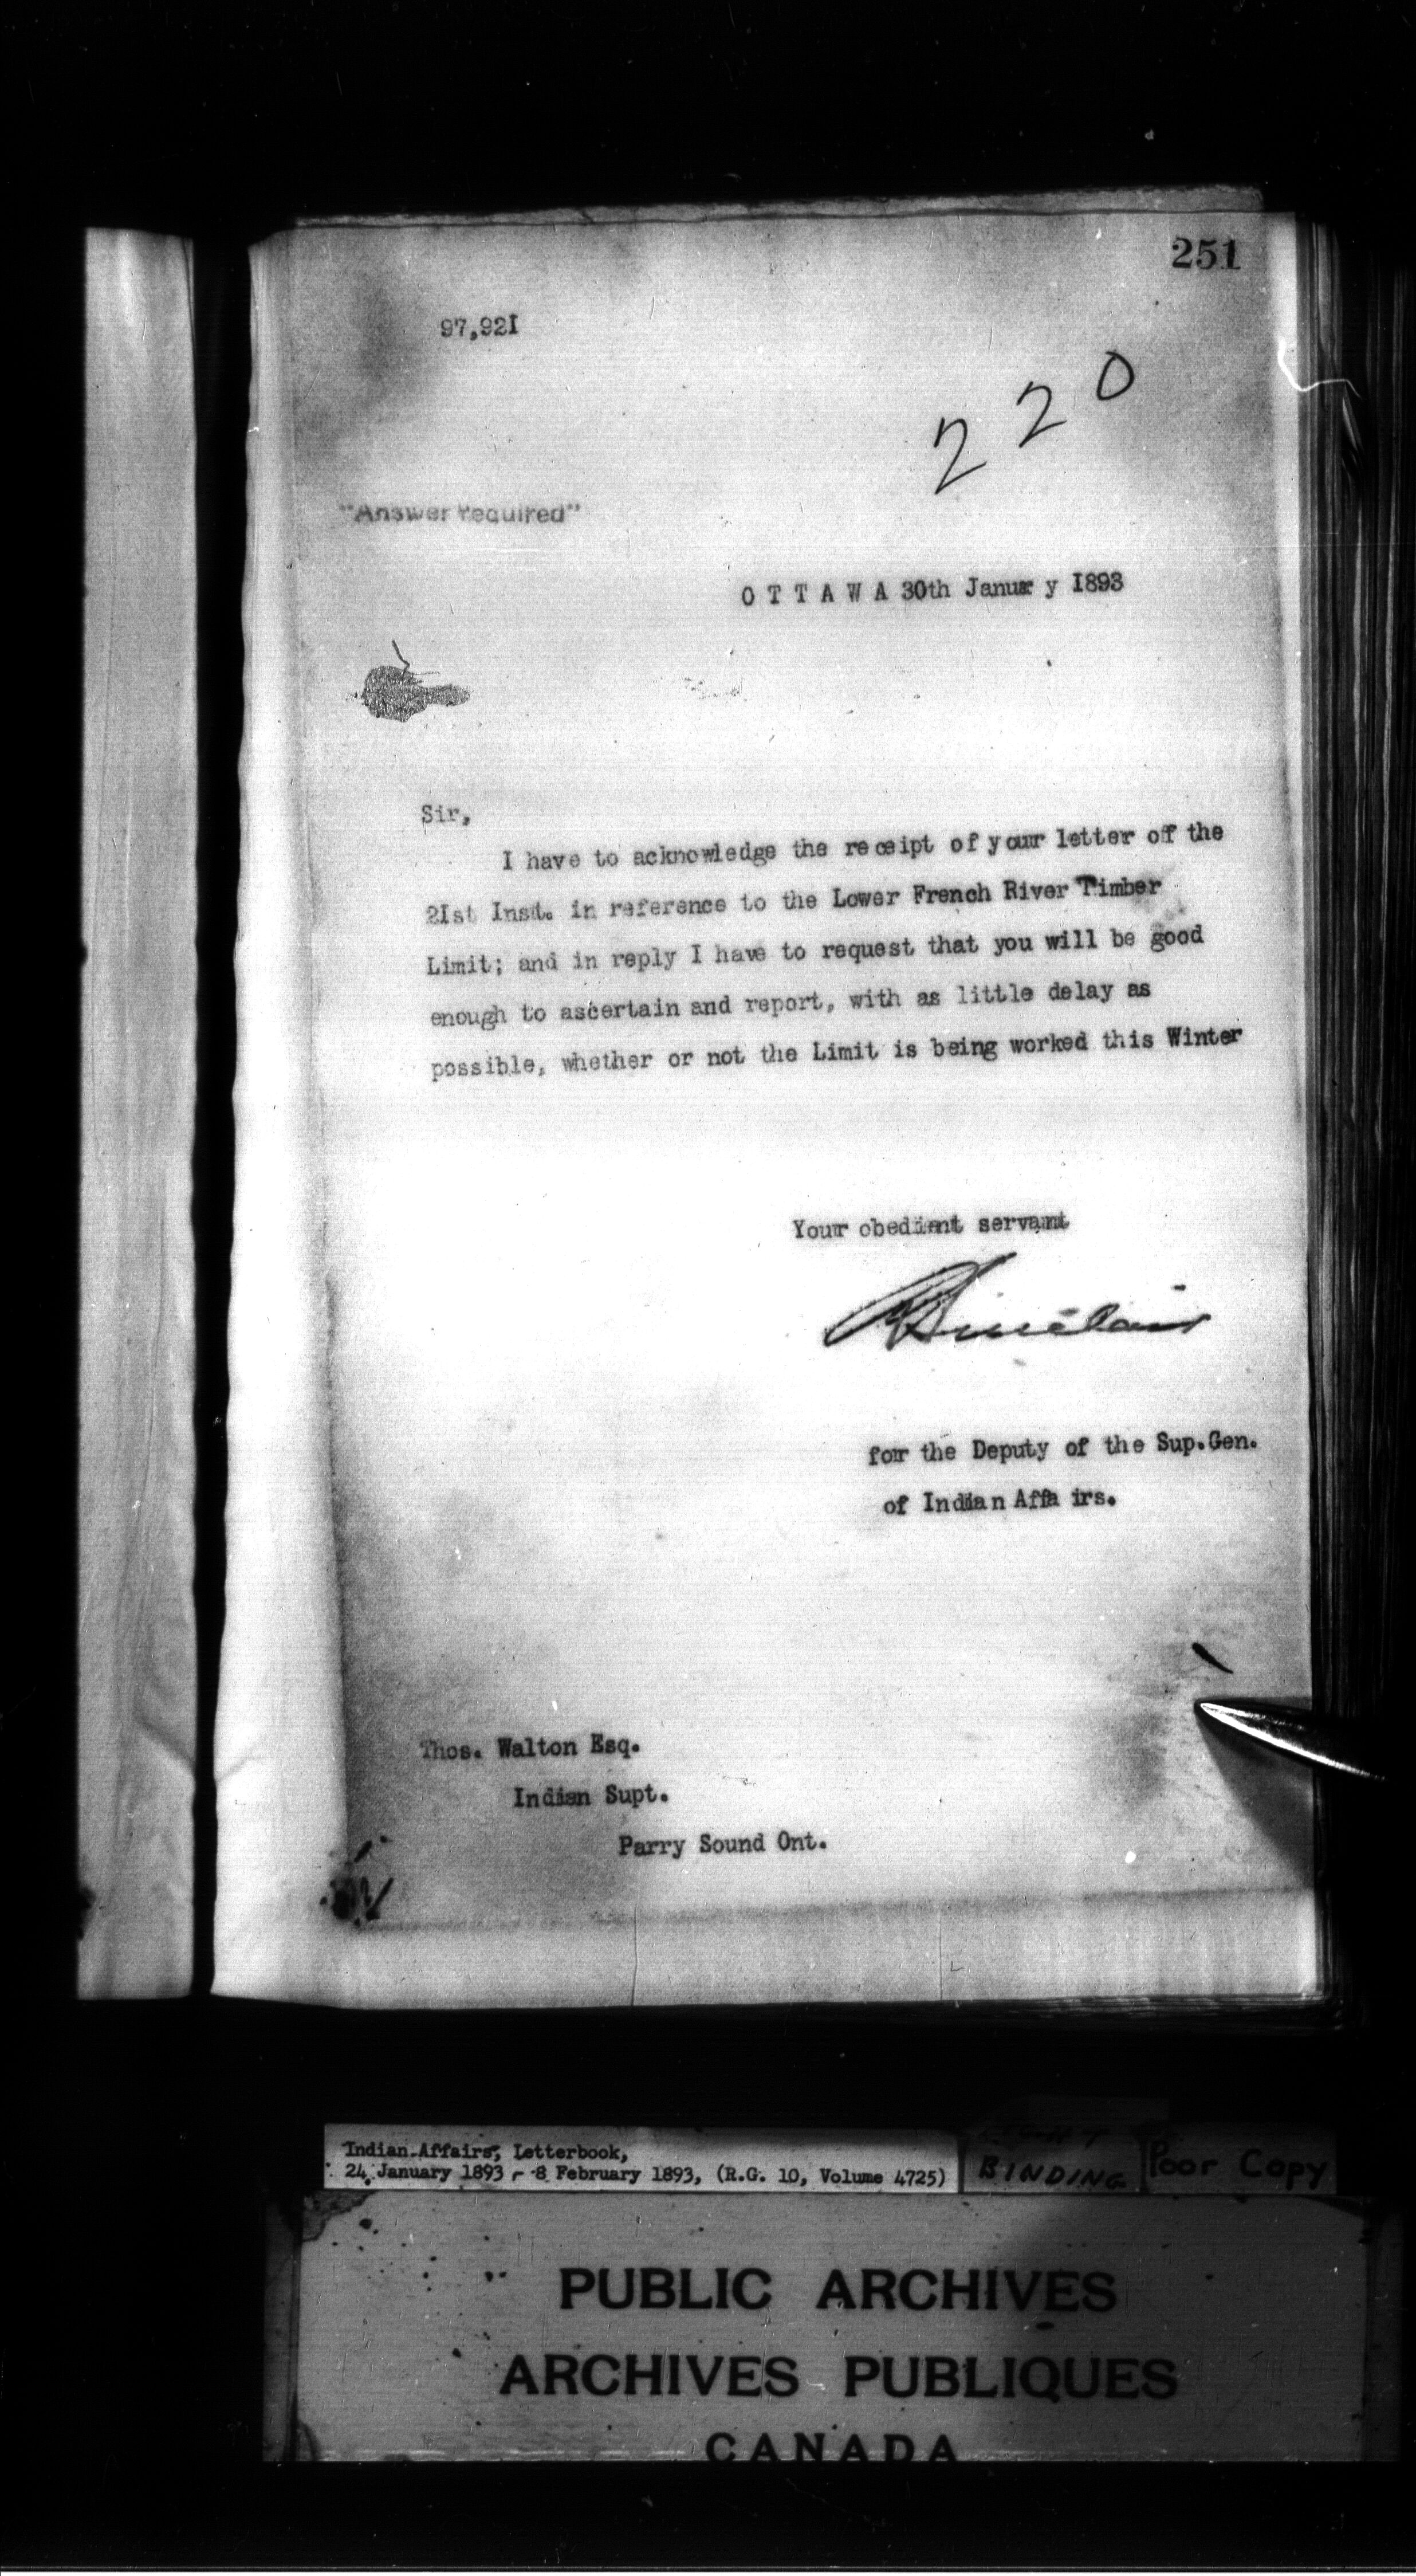 251
97,92I
220
"Answer required"
O T T A W A 30th January I893
Sir,
I have to acknowledge the receipt of your letter of the
2Ist Inst. in reference to the Lower French River Timber
Limit; and in reply I have to request that you will be good
enough to ascertain and report, with as little delay as
possible, whether or not the Limit is being worked this Winter
Your obedient servant
Sinclair
for the Deputy of the Sup.Gen.
of Indian Affairs.
Thos. Walton Esq.
Indian Supt.
Parry Sound Ont.
Indian Affairs, Letterbook,
24 January 1893 - 8 February 1893, (R.G. 10, Volume 4725)
BINDING
Poor Copy
PUBLIC ARCHIVES
ARCHIVES PUBLIQUES
CANADA